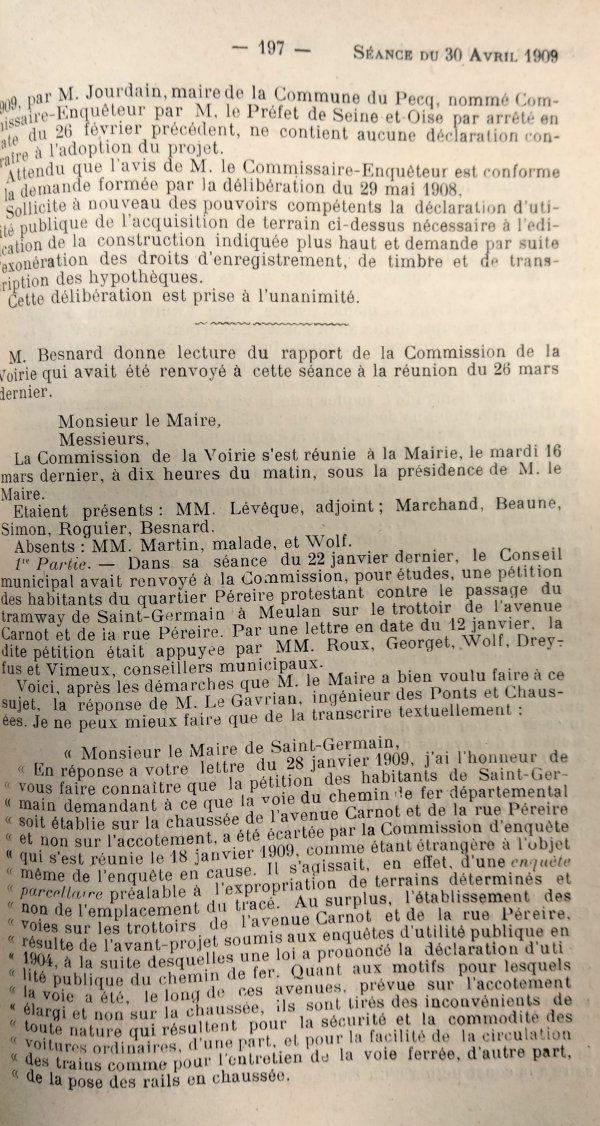 — 197 — SÉANCE DU 30 AVRIL 1909
909, par M. Jourdain, maire de la Commune du Pecq, nommé Com-
nissaire-Enquêteur par M. le Préfet de Seine et-Oise par arrêté en
ate du 26 février précédent, ne contient aucune déclaration con-
raire à l'adoption du projet.
Attendu que l'avis de M. le Commissaire-Enquêteur est conforme
la demande formée par la délibération du 29 mai 1908,
Sollicite à nouveau des pouvoirs compétents la déclaration d'uti-
ité publique de l'acquisition de terrain ci-dessus nécessaire à l'édi-
ication de la construction indiquée plus haut et demande par suite
'exonération des droits d'enregistrement, de timbre et de trans-
ription des hypothèques.
Cette délibération est prise à l'unanimité.
M. Besnard donne lecture du rapport de la Commission de la
Voirie qui avait été renvoyé à cette séance à la réunion du 26 mars
dernier.
Monsieur le Maire,
Messieurs,
La Commission de la Voirie s'est réunie à la Mairie, le mardi 16
mars dernier, à dix heures du matin, sous la présidence de M. le
Maire.
Etaient présents : MM. Lévêque, adjoint ; Marchand, Beaune,
Simon, Roguier, Besnard.
Absents : MM. Martin, malade, et Wolf.
1re Partie. — Dans sa séance du 22 janvier dernier, le Conseil
municipal avait renvoyé à la Commission, pour études, une pétition
des habitants du quartier Péreire protestant contre le passage du
tramway de Saint-Germain à Meulan sur le trottoir de l'avenue
Carnot et de ia rue Péreire. Par une lettre en date du 12 janvier, la
dite pétition était appuyée par MM. Roux, Georget, Wolf, Drey-
fus et Vimeux, conseillers municipaux.
Voici, après les démarches que M. le Maire a bien voulu faire à ce
sujet, la réponse de M. Le Gavrian, ingénieur des Ponts et Chaus-
ées. Je ne peux mieux faire que de la transcrire textuellement :
« Monsieur le Maire de Saint-Germain,
« En réponse a votre lettre du 28 janvier 1909, j'ai l'honneur de
« vous faire connaître que la pétition des habitants de Saint-Ger-
« main demandant à ce que la voie du chemin de fer départemental
« soit établie sur la chaussée de l'avenue Carnot et de la rue Péreire
« et non sur l'accotement, a été écartée par la Commission d'enquête
« qui s'est réunie le 18 janvier 1909, comme étant étrangère à l'objet
« même de l'enquête en cause. Il s'agissait, en effet, d'une enquête
« parcellaire préalable à l'expropriation de terrains déterminés et
« non de l'emplacement du tracé. Au surplus, l'établissement des
« voies sur les trottoirs de l'avenue Carnot et de la rue Péreire,
« résulte de l'avant-projet soumis aux enquêtes d'utilité publique en
« 1904, à la suite desquelles une loi a prononcé la déclaration d'uti
« lité publique du chemin de fer. Quant aux motifs pour lesquels
« la voie a été, le long de ces avenues, prévue sur l'accotement
« élargi et non sur la chaussée, ils sont tirés des inconvénients de
« toute nature qui résultent pour la sécurité et la commodité des
« voitures ordinaires, d'une part, et pour la facilité de la circulation
« des trains comme pour l'entretien de la voie ferrée, d'autre part,
« de la pose des rails en chaussée.